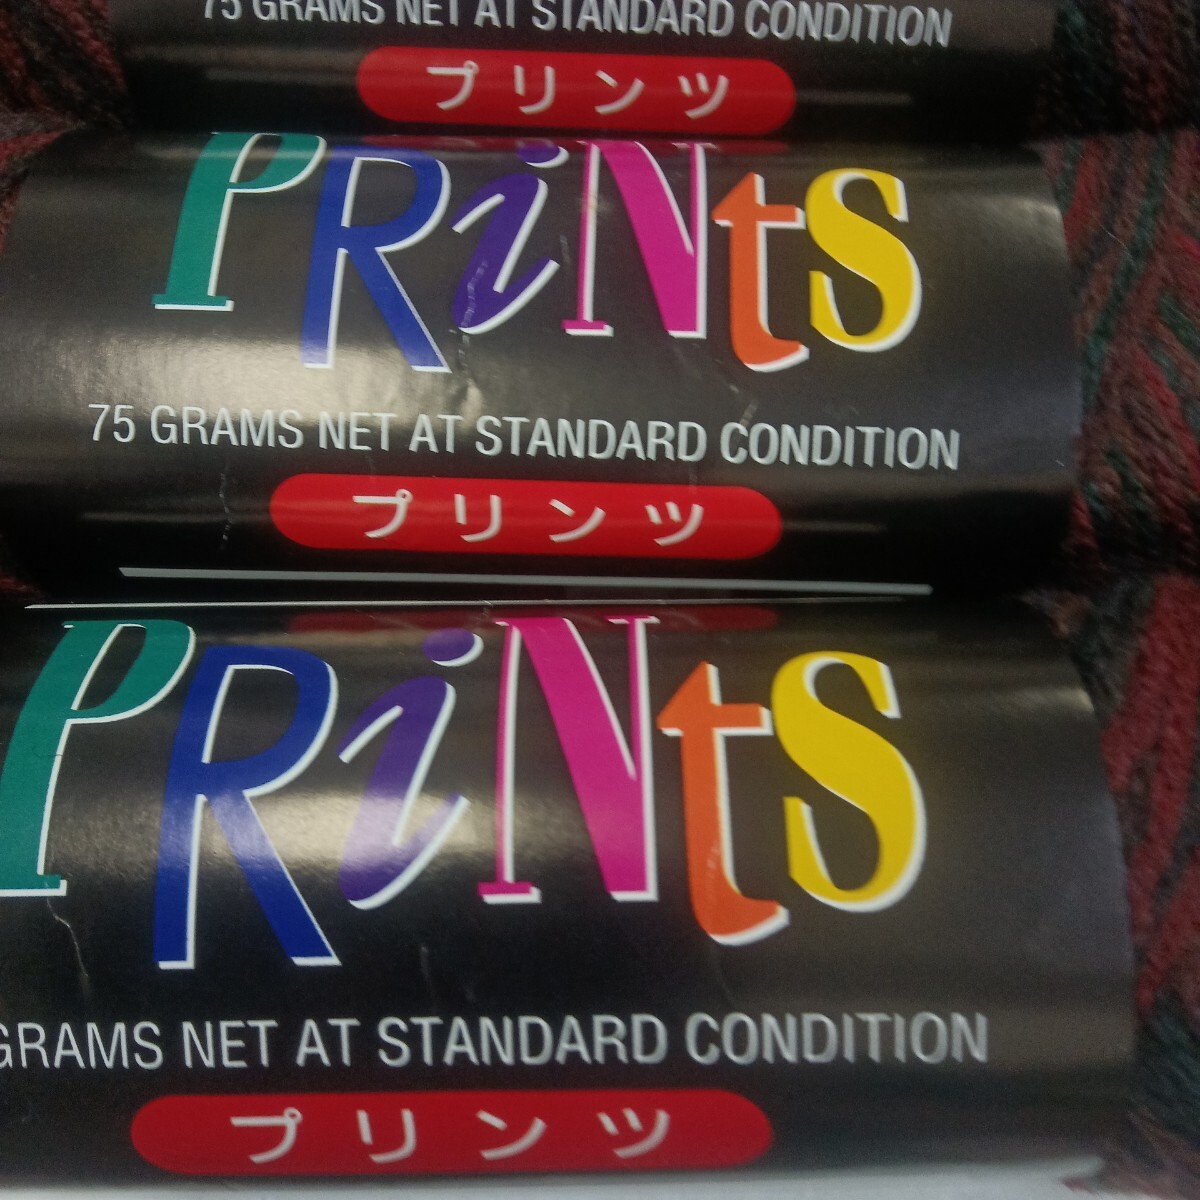 75 GRAMS NET AT STANDARD CONDITION
プリンツ
PRiNtS
75 GRAMS NET AT STANDARD CONDITION
プリンツ
PRiNtS
GRAMS NET AT STANDARD CONDITION
プリンツ